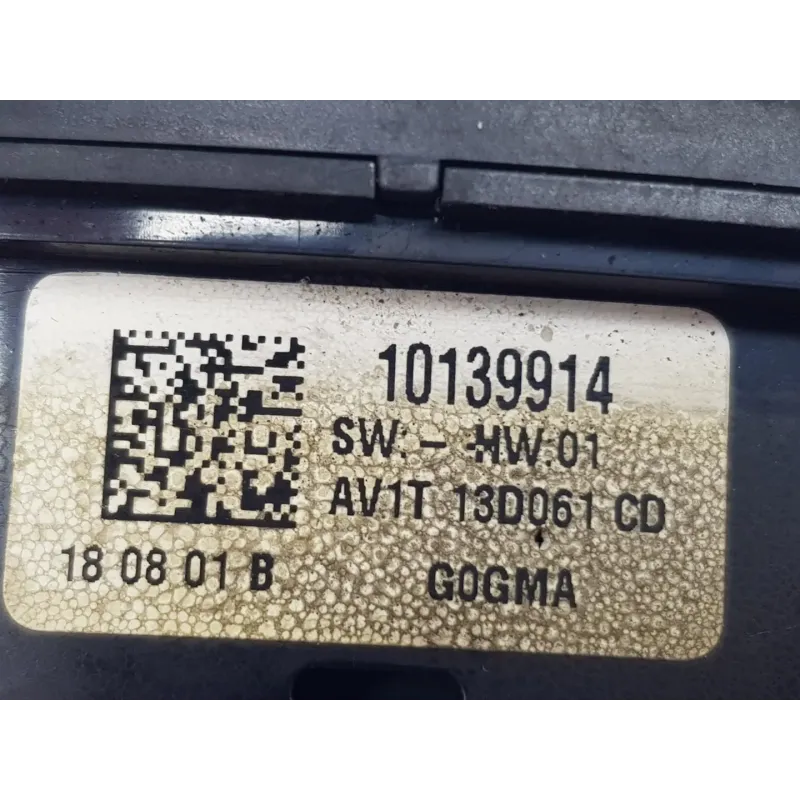 10139914
SW: - HW:01
AV1T 13D061 CD
18 08 01 B
G0GMA